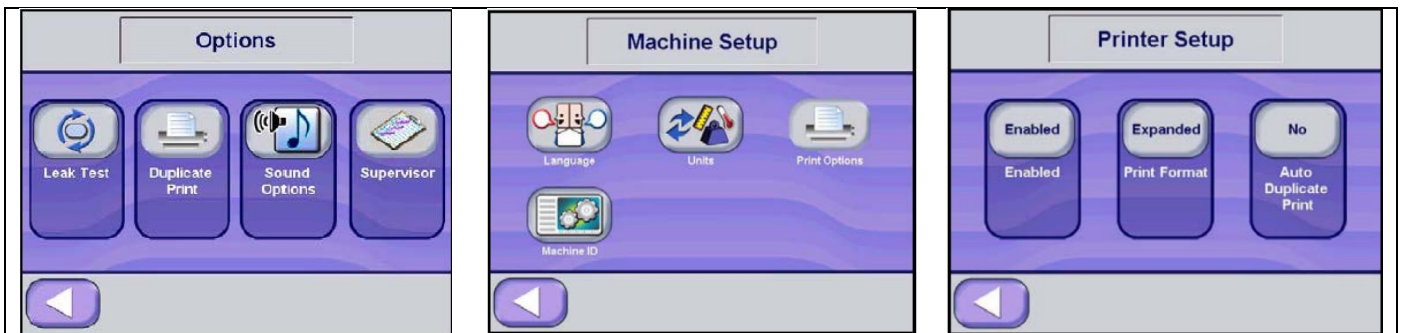 Options
Leak Test
Duplicate
Print
Sound
Options
Supervisor
Machine Setup
Language
Units
Print Options
Machine ID
Printer Setup
Enabled
Enabled
Expanded
Print Format
No
Auto
Duplicate
Print